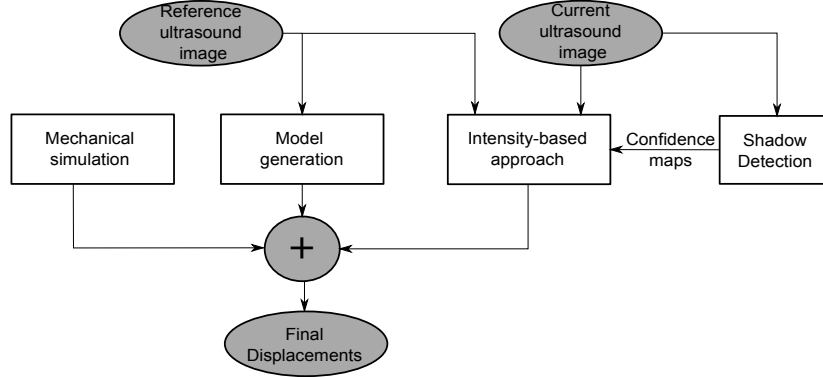 Reference
ultrasound
image
Current
ultrasound
image
Mechanical
simulation
Model
generation
Intensity-based
approach
Confidence
maps
Shadow
Detection
+
Final
Displacements